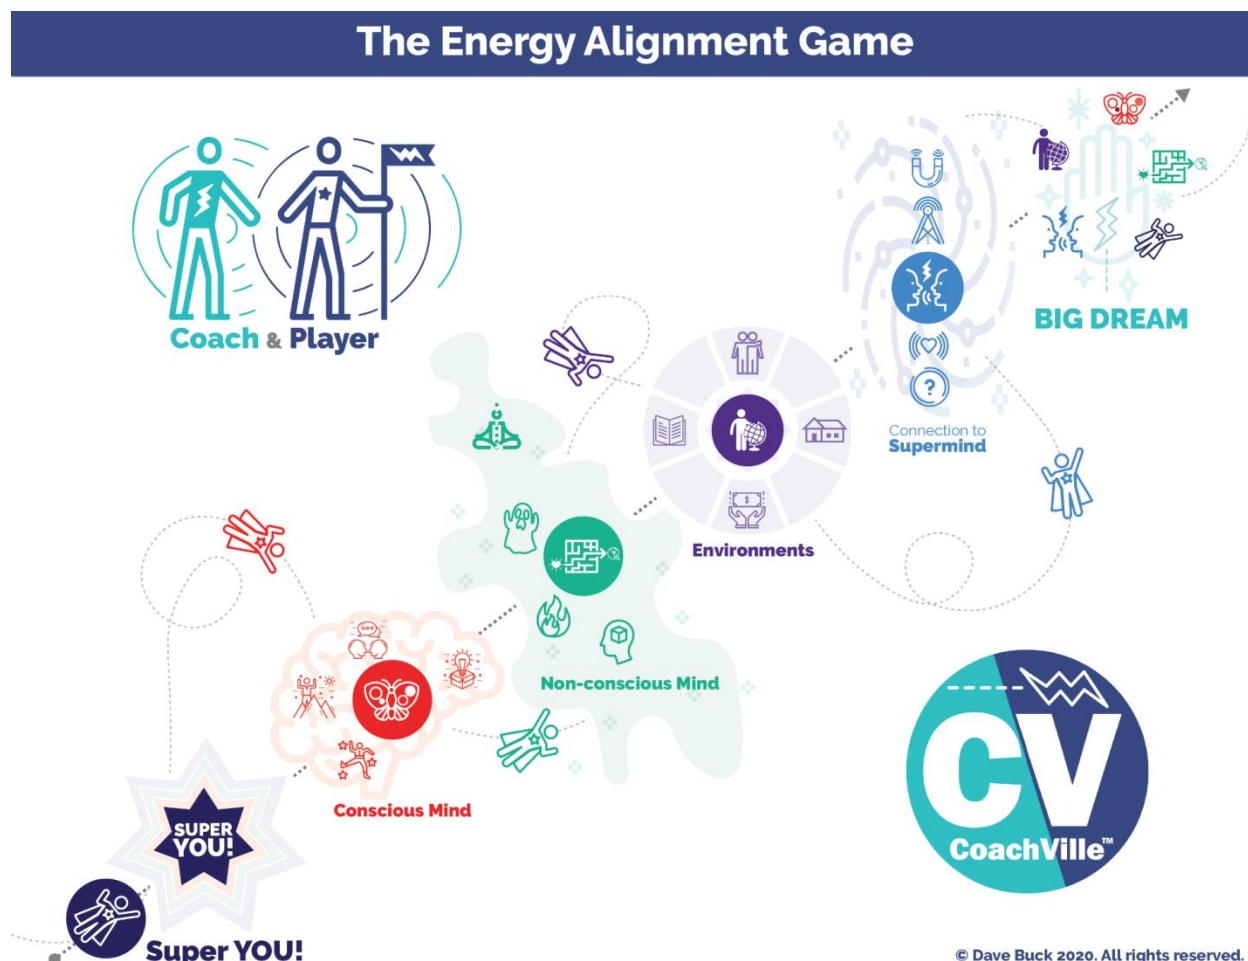 The Energy Alignment Game
Coach & Player
BIG DREAM
?
Connection to
Supermind
$
Environments
Non-conscious Mind
Conscious Mind
SUPER
YOU!
Super YOU!
CV
CoachVille™
© Dave Buck 2020. All rights reserved.